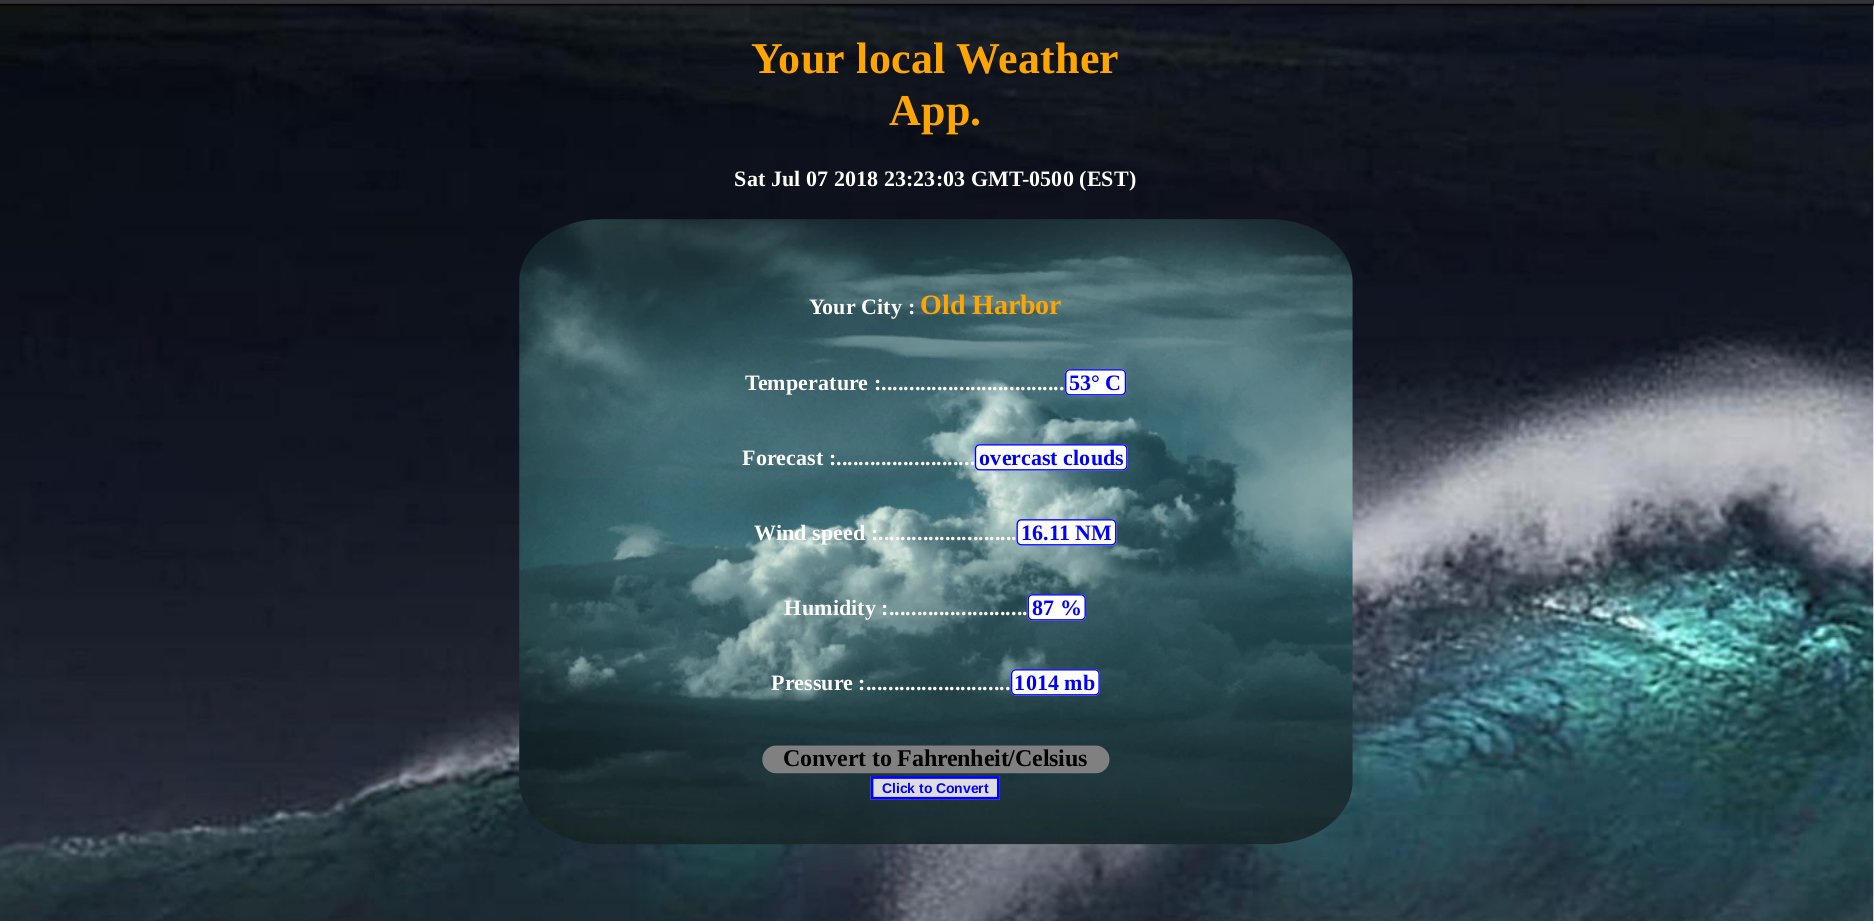 Your local Weather
App.
Sat Jul 07 2018 23:23:03 GMT-0500 (EST)
Your City : Old Harbor
Temperature :.................................53° C
Forecast :.........................overcast clouds
Wind speed :.........................16.11 NM
Humidity :.........................87 %
Pressure :..........................1014 mb
Convert to Fahrenheit/Celsius
Click to Convert